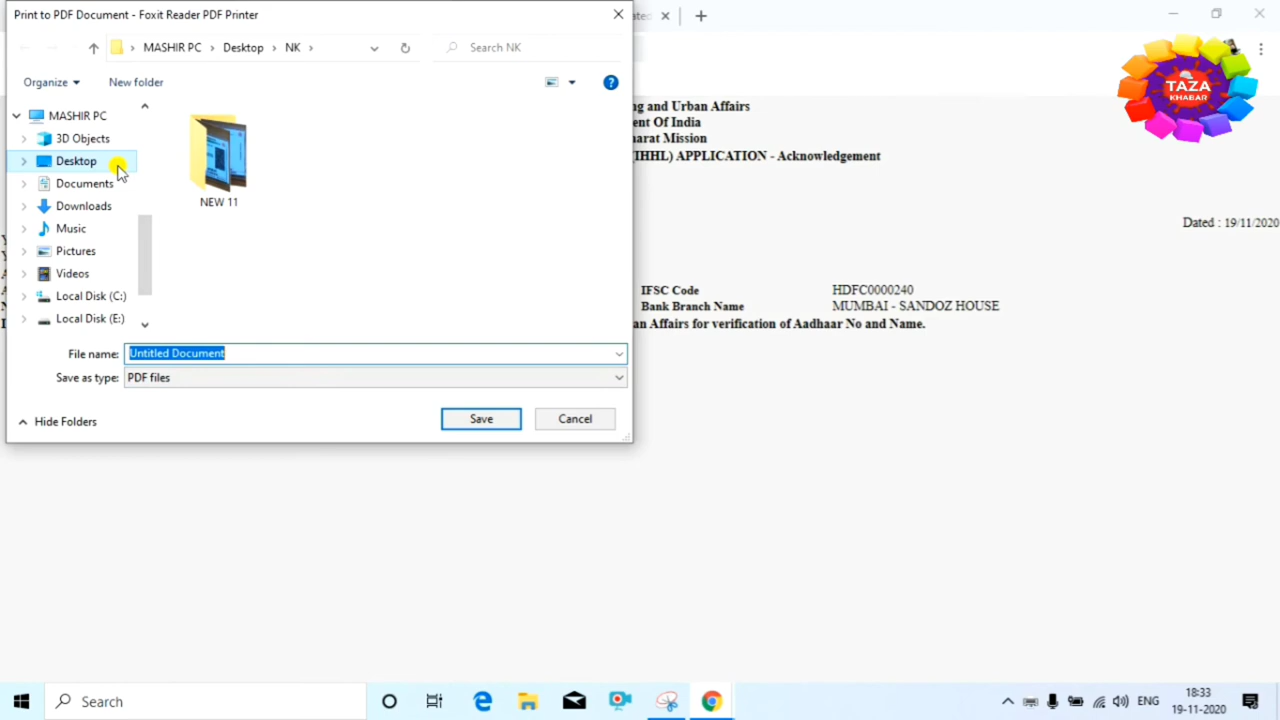 Print to PDF Document - Foxit Reader PDF Printer
MASHIR PC
Desktop
NK
Search NK
Organize
New folder
MASHIR PC
3D Objects
Desktop
Documents
Downloads
Music
Pictures
Videos
Local Disk (C:)
Local Disk (E:)
NEW 11
File name: Untitled Document
Save as type: PDF files
Hide Folders
Save
Cancel
TAZA
KHABAR
and Urban Affairs
Of India
Mission
(IHHL) APPLICATION - Acknowledgement
Dated : 19/11/2020
IFSC Code HDFC0000240
Bank Branch Name MUMBAI - SANDOZ HOUSE
Affairs for verification of Aadhaar No and Name.
Search
ENG
18:33
19-11-2020